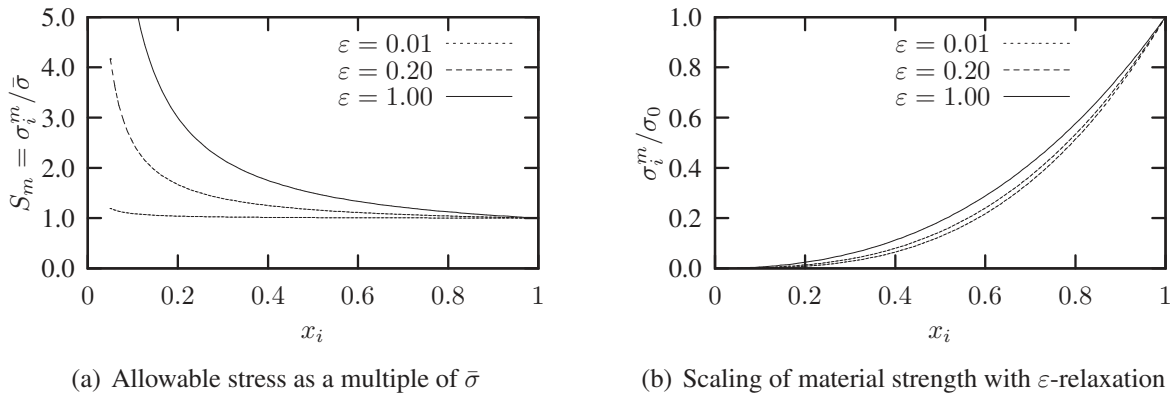 5.0
4.0
3.0
2.0
1.0
0.0
S_m = σ_i^m/σ̄
ε = 0.01
ε = 0.20
ε = 1.00
0 0.2 0.4 0.6 0.8 1
x_i
(a) Allowable stress as a multiple of σ̄
1.0
0.8
0.6
0.4
0.2
0.0
σ_i^m/σ_0
ε = 0.01
ε = 0.20
ε = 1.00
0 0.2 0.4 0.6 0.8 1
x_i
(b) Scaling of material strength with ε-relaxation